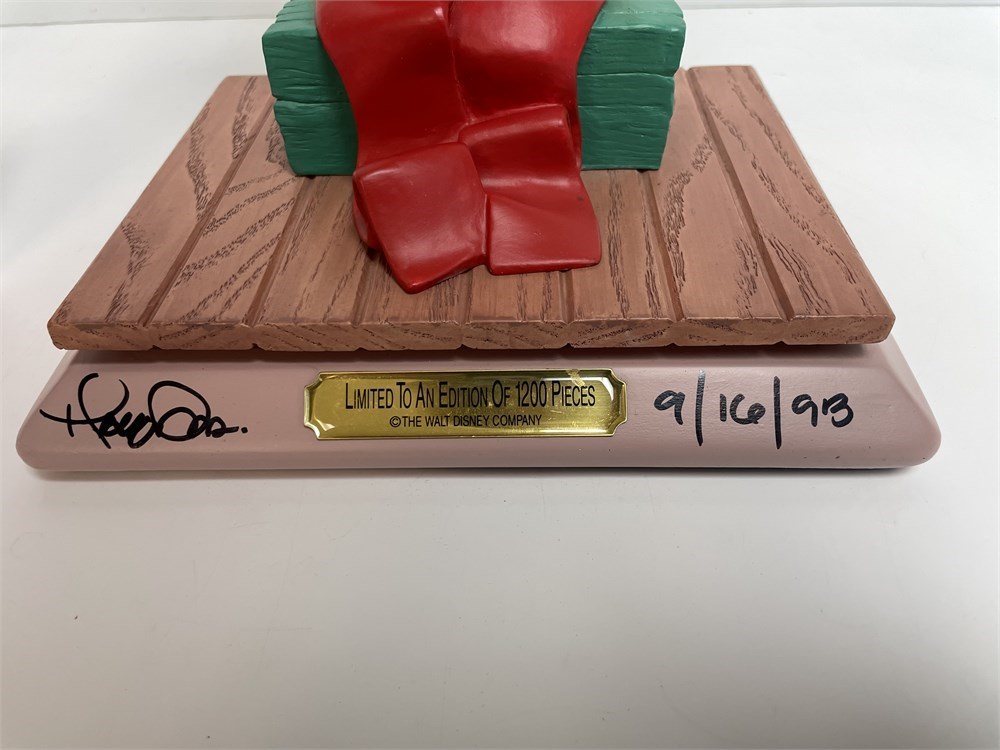 LIMITED TO AN EDITION OF 1200 PIECES
© THE WALT DISNEY COMPANY
9/16/93